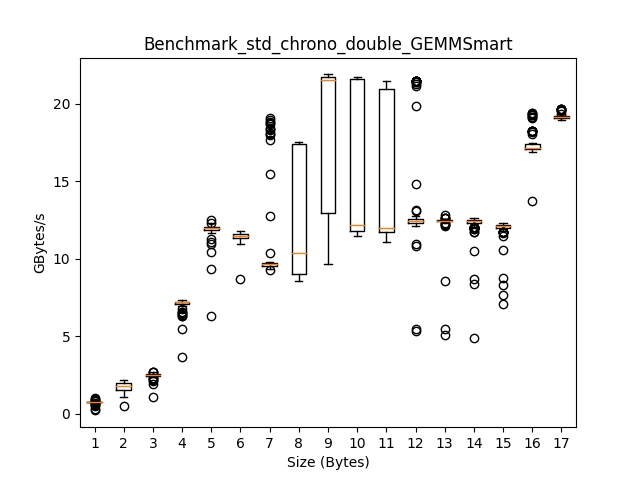 Benchmark_std_chrono_double_GEMMSmart
20
15
10
5
0
GBytes/s
1 2 3 4 5 6 7 8 9 10 11 12 13 14 15 16 17
Size (Bytes)